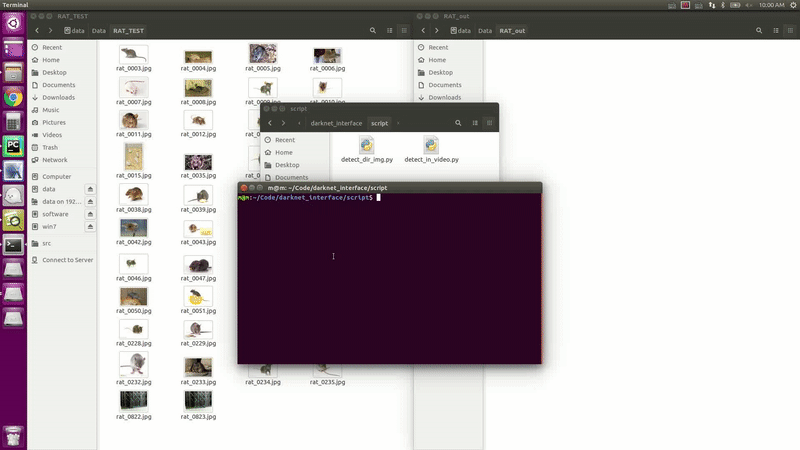 Terminal
10:00 AM
RAT_TEST
data
Data
RAT_TEST
Recent
Home
Desktop
Documents
Downloads
Music
Pictures
Videos
Trash
Network
Computer
data
data on 192...
software
win7
src
Connect to Server
rat_0003.jpg
rat_0004.jpg
rat_0005.jpg
rat_0006.jpg
rat_0007.jpg
rat_0008.jpg
rat_0011.jpg
rat_0012.jpg
rat_0015.jpg
rat_0035.jpg
rat_0038.jpg
rat_0039.jpg
rat_0042.jpg
rat_0043.jpg
rat_0046.jpg
rat_0047.jpg
rat_0050.jpg
rat_0051.jpg
rat_0228.jpg
rat_0229.jpg
rat_0232.jpg
rat_0233.jpg
rat_0234.jpg
rat_0235.jpg
rat_0822.jpg
rat_0823.jpg
RAT_out
data
Data
RAT_out
Recent
Home
Desktop
Documents
Downloads
script
darknet_interface
script
Recent
Home
Desktop
Documents
detect_dir_img.py
detect_in_video.py
m@m: ~/Code/darknet_interface/script
m@m:~/Code/darknet_interface/script$